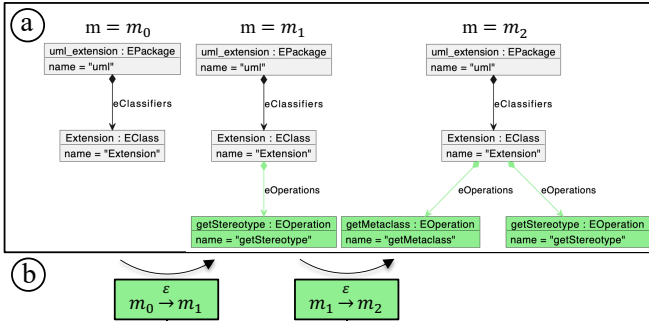 a
m = m₀
m = m₁
m = m₂
uml_extension : EPackage
name = "uml"
uml_extension : EPackage
name = "uml"
uml_extension : EPackage
name = "uml"
eClassifiers
eClassifiers
eClassifiers
Extension : EClass
name = "Extension"
Extension : EClass
name = "Extension"
Extension : EClass
name = "Extension"
eOperations
eOperations
eOperations
getStereotype : EOperation
name = "getStereotype"
getMetaclass : EOperation
name = "getMetaclass"
getStereotype : EOperation
name = "getStereotype"
b
ε
m₀ → m₁
ε
m₁ → m₂